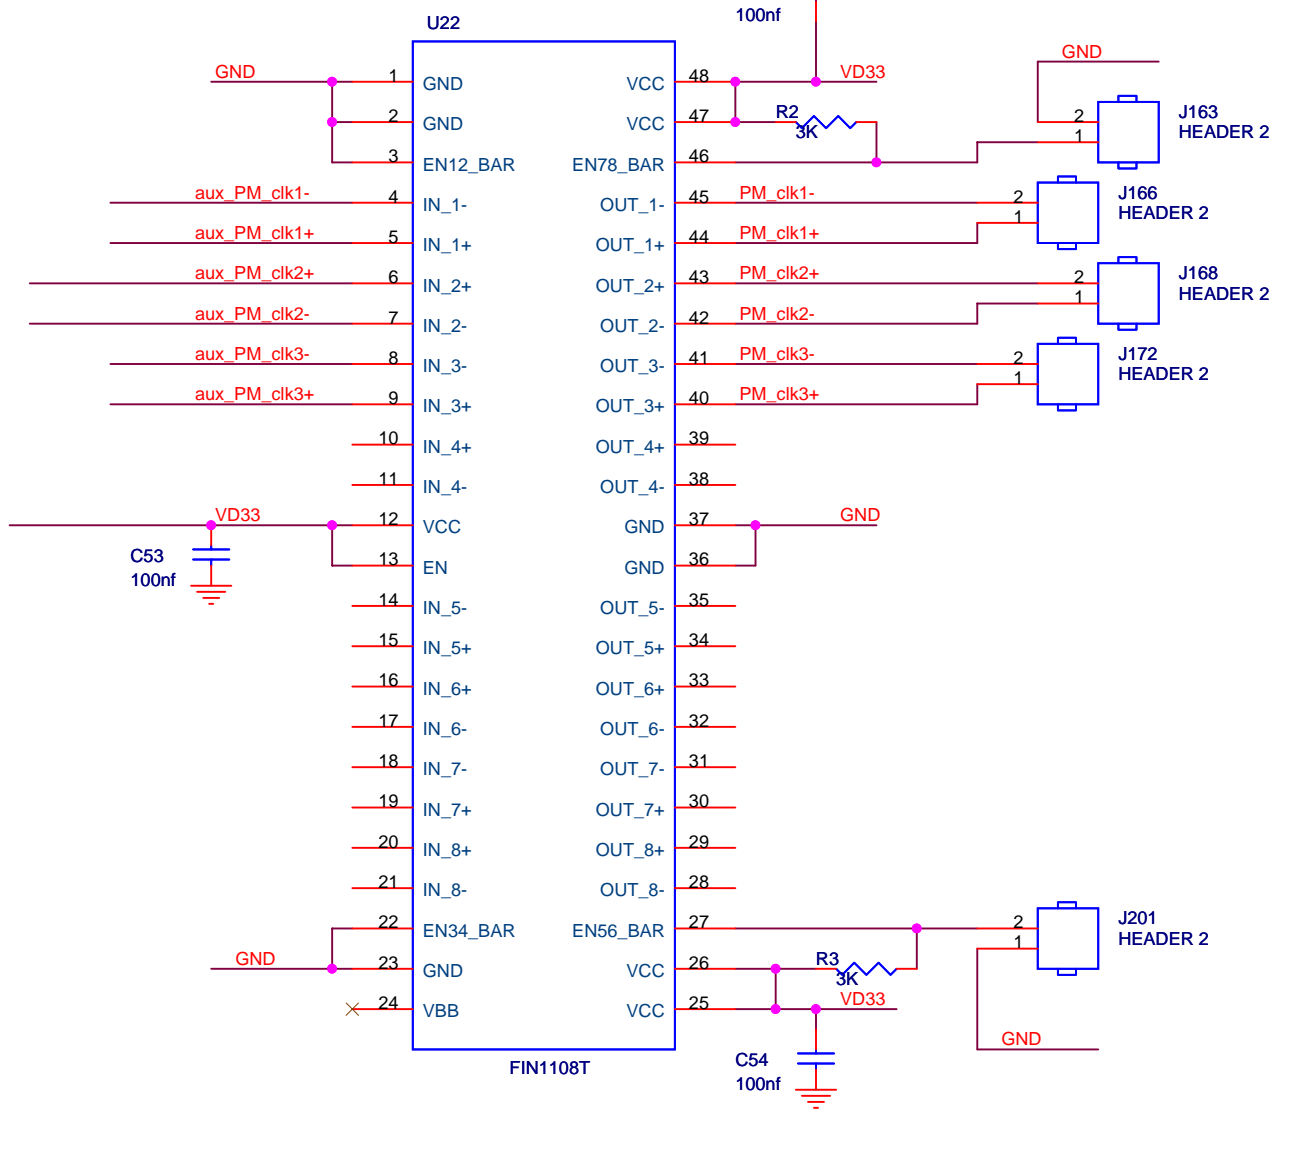 100nf
U22
GND
1 GND VCC 48 VD33
2 GND VCC 47 R2 3K
3 EN12_BAR EN78_BAR 46
GND
2
1
J163
HEADER 2
aux_PM_clk1- 4 IN_1- OUT_1- 45 PM_clk1- 2
aux_PM_clk1+ 5 IN_1+ OUT_1+ 44 PM_clk1+ 1
J166
HEADER 2
aux_PM_clk2+ 6 IN_2+ OUT_2+ 43 PM_clk2+ 2
aux_PM_clk2- 7 IN_2- OUT_2- 42 PM_clk2- 1
J168
HEADER 2
aux_PM_clk3- 8 IN_3- OUT_3- 41 PM_clk3- 2
aux_PM_clk3+ 9 IN_3+ OUT_3+ 40 PM_clk3+ 1
J172
HEADER 2
10 IN_4+ OUT_4+ 39
11 IN_4- OUT_4- 38
VD33 12 VCC GND 37 GND
C53
100nf
13 EN GND 36
14 IN_5- OUT_5- 35
15 IN_5+ OUT_5+ 34
16 IN_6+ OUT_6+ 33
17 IN_6- OUT_6- 32
18 IN_7- OUT_7- 31
19 IN_7+ OUT_7+ 30
20 IN_8+ OUT_8+ 29
21 IN_8- OUT_8- 28
22 EN34_BAR EN56_BAR 27 2
1
J201
HEADER 2
GND 23 GND VCC 26 R3 3K
24 VBB VCC 25 VD33
GND
C54
100nf
FIN1108T